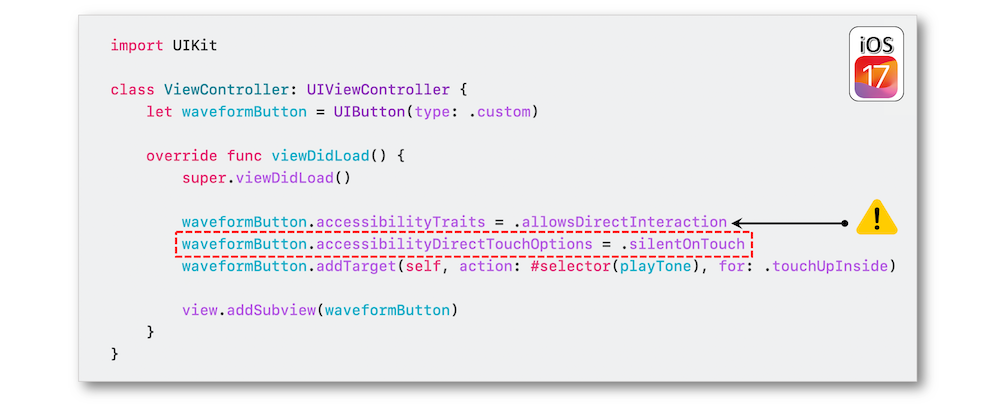 import UIKit
iOS
17
class ViewController: UIViewController {
let waveformButton = UIButton(type: .custom)
override func viewDidLoad() {
super.viewDidLoad()
waveformButton.accessibilityTraits = .allowsDirectInteraction
!
waveformButton.accessibilityDirectTouchOptions = .silentOnTouch
waveformButton.addTarget(self, action: #selector(playTone), for: .touchUpInside)
view.addSubview(waveformButton)
}
}